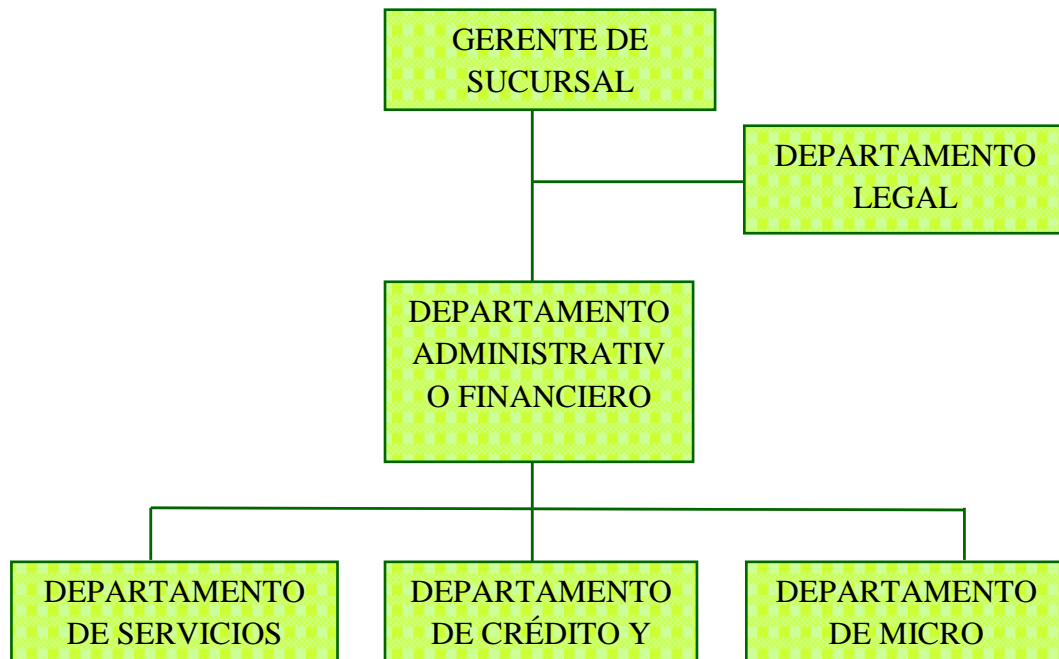 GERENTE DE
SUCURSAL
DEPARTAMENTO
LEGAL
DEPARTAMENTO
ADMINISTRATIV
O FINANCIERO
DEPARTAMENTO
DE SERVICIOS
DEPARTAMENTO
DE CRÉDITO Y
DEPARTAMENTO
DE MICRO